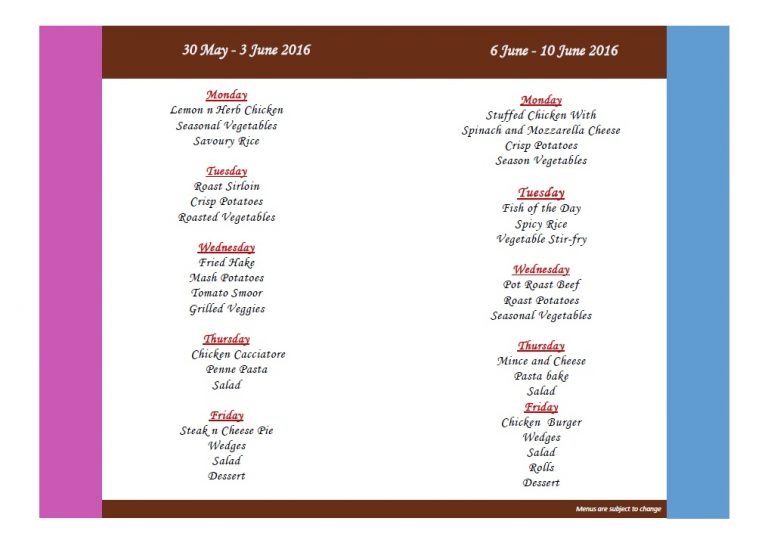 30 May - 3 June 2016
Monday
Lemon n Herb Chicken
Seasonal Vegetables
Savoury Rice
Tuesday
Roast Sirloin
Crisp Potatoes
Roasted Vegetables
Wednesday
Fried Hake
Mash Potatoes
Tomato Smoor
Grilled Veggies
Thursday
Chicken Cacciatore
Penne Pasta
Salad
Friday
Steak n Cheese Pie
Wedges
Salad
Dessert
6 June - 10 June 2016
Monday
Stuffed Chicken With
Spinach and Mozzarella Cheese
Crisp Potatoes
Season Vegetables
Tuesday
Fish of the Day
Spicy Rice
Vegetable Stir-fry
Wednesday
Pot Roast Beef
Roast Potatoes
Seasonal Vegetables
Thursday
Mince and Cheese
Pasta bake
Salad
Friday
Chicken Burger
Wedges
Salad
Rolls
Dessert
Menus are subject to change